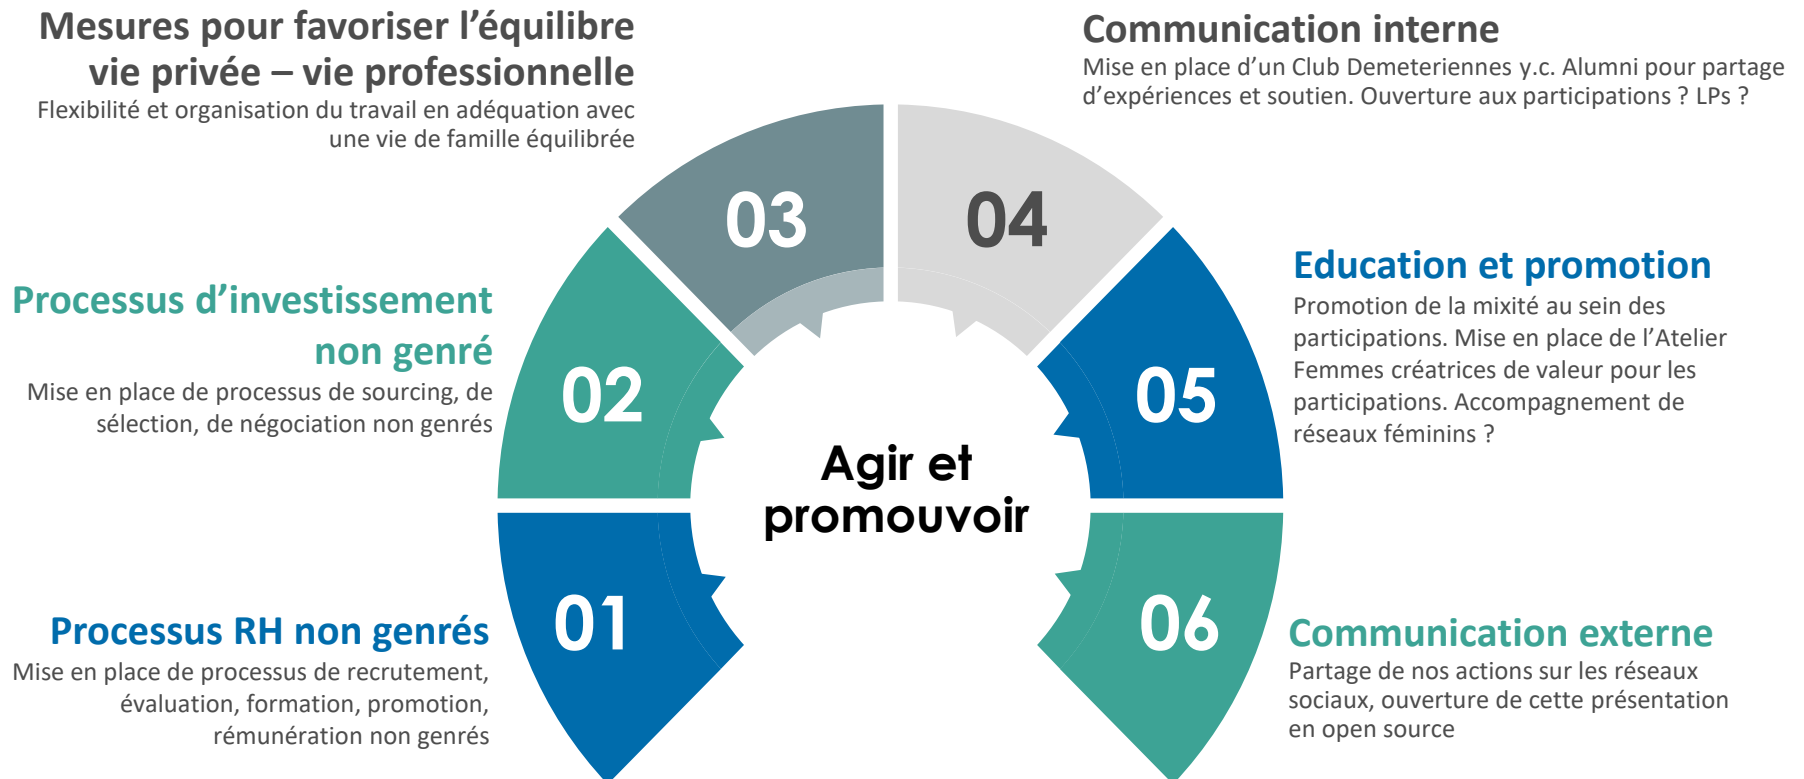 Mesures pour favoriser l’équilibre
vie privée – vie professionnelle
Flexibilité et organisation du travail en adéquation avec
une vie de famille équilibrée
Communication interne
Mise en place d’un Club Demeteriennes y.c. Alumni pour partage
d’expériences et soutien. Ouverture aux participations ? LPs ?
03
04
Processus d’investissement
non genré
Mise en place de processus de sourcing, de
sélection, de négociation non genrés
02
Education et promotion
Promotion de la mixité au sein des
participations. Mise en place de l’Atelier
Femmes créatrices de valeur pour les
participations. Accompagnement de
réseaux féminins ?
05
Agir et
promouvoir
Processus RH non genrés
Mise en place de processus de recrutement,
évaluation, formation, promotion,
rémunération non genrés
01
06
Communication externe
Partage de nos actions sur les réseaux
sociaux, ouverture de cette présentation
en open source